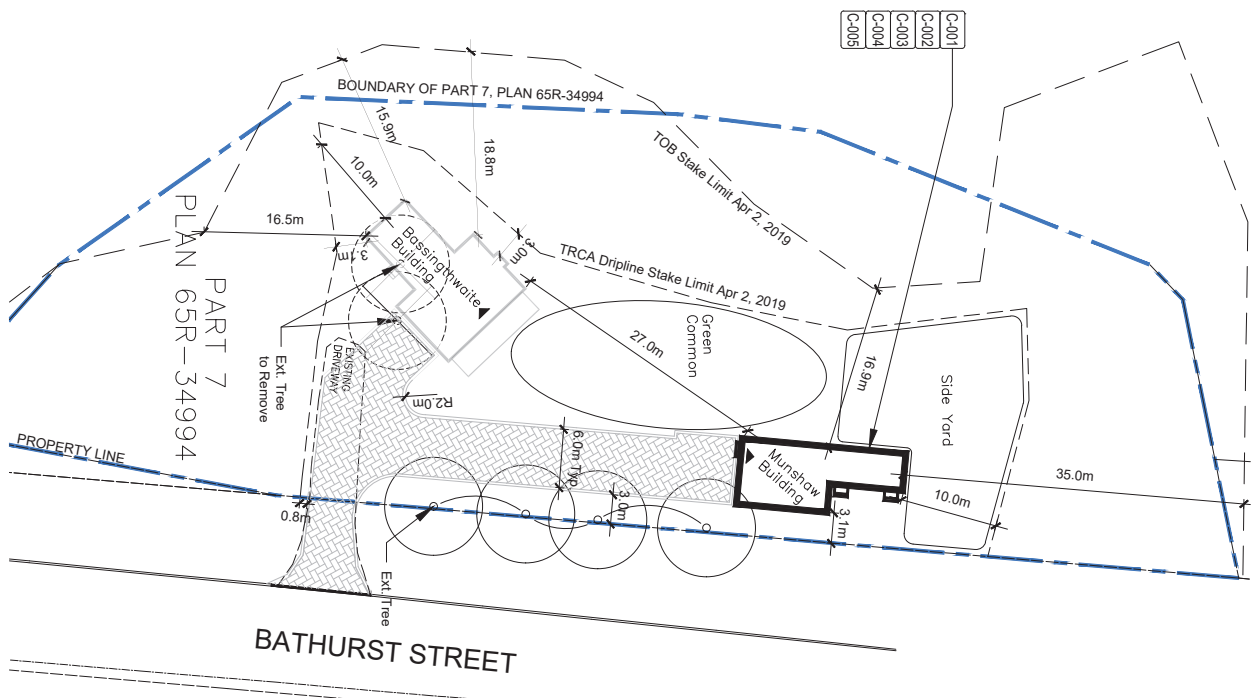 C-001
C-002
C-003
C-004
C-005
BOUNDARY OF PART 7, PLAN 65R-34994
15.9m
18.8m
10.0m
TOB Stake Limit Apr 2, 2019
16.5m
3.1m
Bassingthwaite
Building
3.0m
TRCA Dripline Stake Limit Apr 2, 2019
PART 7
PLAN 65R-34994
Green
Common
27.0m
16.9m
Side Yard
EXISTING
DRIVEWAY
Ext. Tree
to Remove
R2.0m
PROPERTY LINE
6.0m Typ.
Munshaw
Building
35.0m
10.0m
3.0m
3.1m
0.8m
Ext. Tree
BATHURST STREET